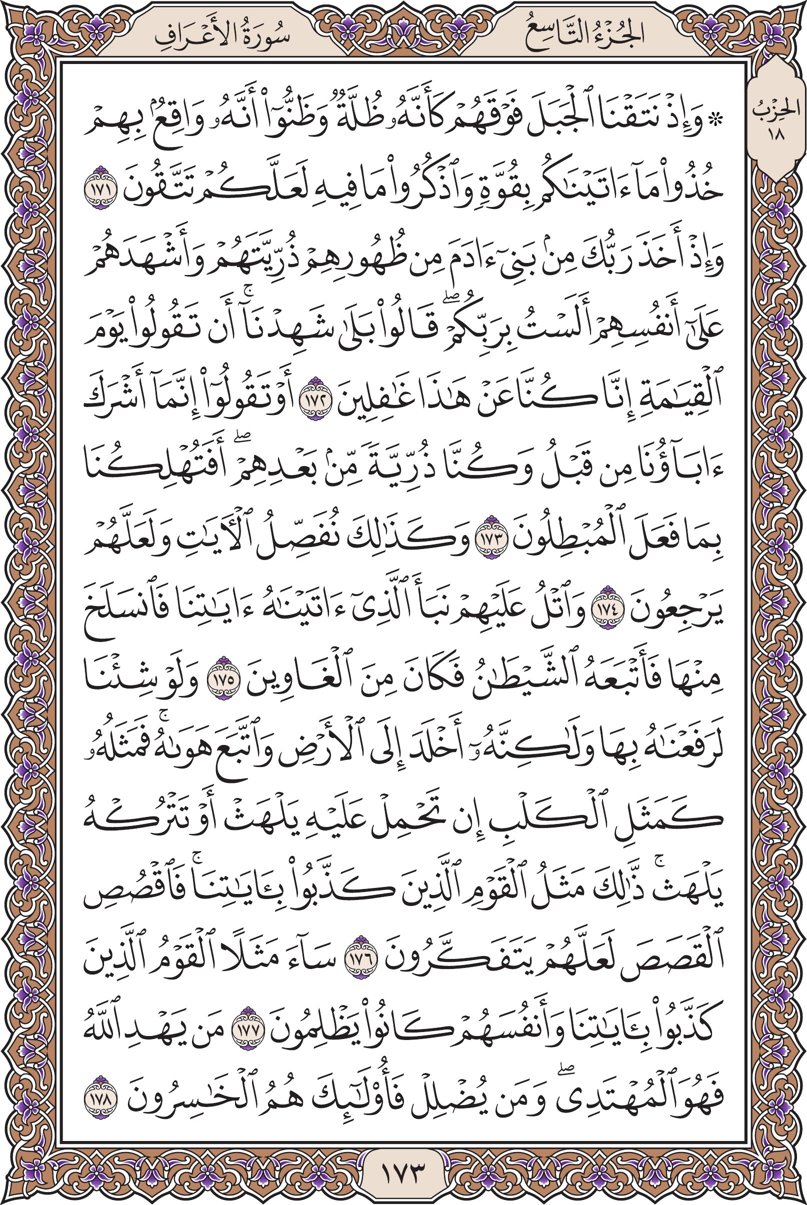 الجُزْءُ التَّاسِعُ
سُورَةُ الأَعْرَافِ
الحِزْبُ
١٨
۞ وَإِذْ نَتَقْنَا ٱلْجَبَلَ فَوْقَهُمْ كَأَنَّهُۥ ظُلَّةٌ وَظَنُّوٓا۟ أَنَّهُۥ وَاقِعٌۢ بِهِمْ
خُذُوا۟ مَآ ءَاتَيْنَـٰكُم بِقُوَّةٍ وَٱذْكُرُوا۟ مَا فِيهِ لَعَلَّكُمْ تَتَّقُونَ ١٧١
وَإِذْ أَخَذَ رَبُّكَ مِنۢ بَنِىٓ ءَادَمَ مِن ظُهُورِهِمْ ذُرِّيَّتَهُمْ وَأَشْهَدَهُمْ
عَلَىٰٓ أَنفُسِهِمْ أَلَسْتُ بِرَبِّكُمْ ۖ قَالُوا۟ بَلَىٰ شَهِدْنَآ ۚ أَن تَقُولُوا۟ يَوْمَ
ٱلْقِيَـٰمَةِ إِنَّا كُنَّا عَنْ هَـٰذَا غَـٰفِلِينَ ١٧٢ أَوْ تَقُولُوٓا۟ إِنَّمَآ أَشْرَكَ
ءَابَآؤُنَا مِن قَبْلُ وَكُنَّا ذُرِّيَّةً مِّنۢ بَعْدِهِمْ ۖ أَفَتُهْلِكُنَا
بِمَا فَعَلَ ٱلْمُبْطِلُونَ ١٧٣ وَكَذَٰلِكَ نُفَصِّلُ ٱلْـَٔايَـٰتِ وَلَعَلَّهُمْ
يَرْجِعُونَ ١٧٤ وَٱتْلُ عَلَيْهِمْ نَبَأَ ٱلَّذِىٓ ءَاتَيْنَـٰهُ ءَايَـٰتِنَا فَٱنسَلَخَ
مِنْهَا فَأَتْبَعَهُ ٱلشَّيْطَـٰنُ فَكَانَ مِنَ ٱلْغَاوِينَ ١٧٥ وَلَوْ شِئْنَا
لَرَفَعْنَـٰهُ بِهَا وَلَـٰكِنَّهُۥٓ أَخْلَدَ إِلَى ٱلْأَرْضِ وَٱتَّبَعَ هَوَىٰهُ ۚ فَمَثَلُهُۥ
كَمَثَلِ ٱلْكَلْبِ إِن تَحْمِلْ عَلَيْهِ يَلْهَثْ أَوْ تَتْرُكْهُ
يَلْهَث ۚ ذَّٰلِكَ مَثَلُ ٱلْقَوْمِ ٱلَّذِينَ كَذَّبُوا۟ بِـَٔايَـٰتِنَا ۚ فَٱقْصُصِ
ٱلْقَصَصَ لَعَلَّهُمْ يَتَفَكَّرُونَ ١٧٦ سَآءَ مَثَلًا ٱلْقَوْمُ ٱلَّذِينَ
كَذَّبُوا۟ بِـَٔايَـٰتِنَا وَأَنفُسَهُمْ كَانُوا۟ يَظْلِمُونَ ١٧٧ مَن يَهْدِ ٱللَّهُ
فَهُوَ ٱلْمُهْتَدِى ۖ وَمَن يُضْلِلْ فَأُو۟لَـٰٓئِكَ هُمُ ٱلْخَـٰسِرُونَ ١٧٨
١٧٣